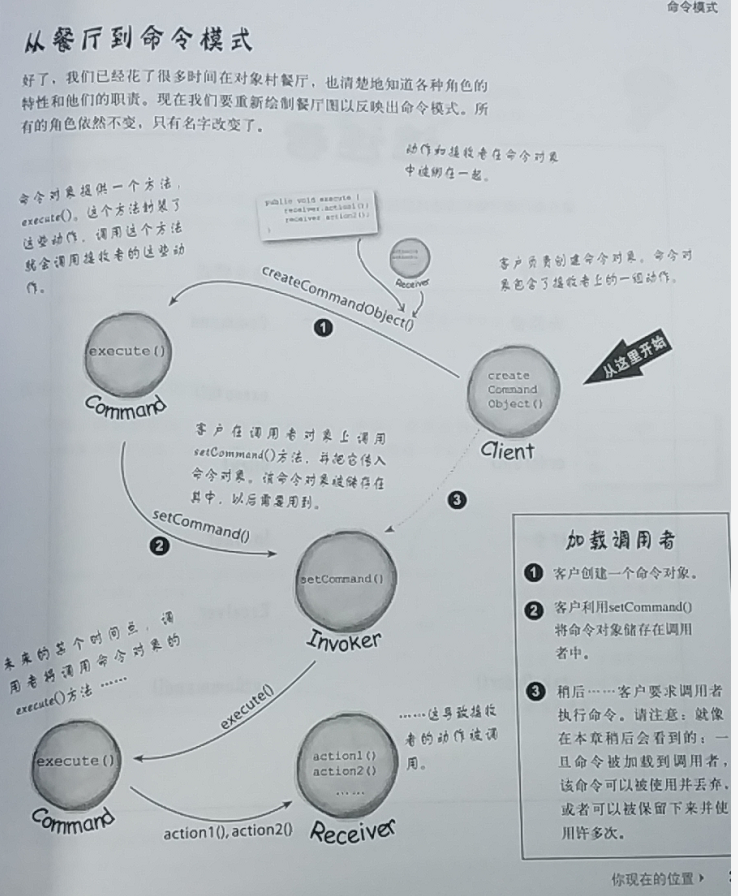 命令模式
从餐厅到命令模式
好了，我们已经花了很多时间在对象村餐厅，也清楚地知道各种角色的
特性和他们的职责。现在我们要重新绘制餐厅图以反映出命令模式。所
有的角色依然不变，只有名字改变了。
动作和接收者在命令对象
中被绑在一起。
命令对象提供一个方法，
execute()。这个方法封装了
这些动作，调用这个方法
就会调用接收者的这些动
作。
public void execute {
receiver.action1();
receiver.action2();
}
Receiver
客户负责创建命令对象。命令对
象包含了接收者上的一组动作。
createCommandObject()
1
从这里开始
execute()
Command
create
Command
Object()
Client
客户在调用者对象上调用
setCommand()方法，并把它传入
命令对象。该命令对象被储存在
其中，以后需要用到。
3
setCommand()
2
setCommand()
Invoker
加载调用者
1 客户创建一个命令对象。
2 客户利用setCommand()
将命令对象储存在调用
者中。
3 稍后……客户要求调用者
执行命令。请注意：就像
在本章稍后会看到的：一
旦命令被加载到调用者，
该命令可以被使用并丢弃，
或者可以被保留下来并使
用许多次。
未来的某个时间点，调
用者将调用命令对象的
execute()方法……
execute()
execute()
Command
……这导致接收
者的动作被调
用。
action1()
action2()
……
action1(), action2()
Receiver
你现在的位置